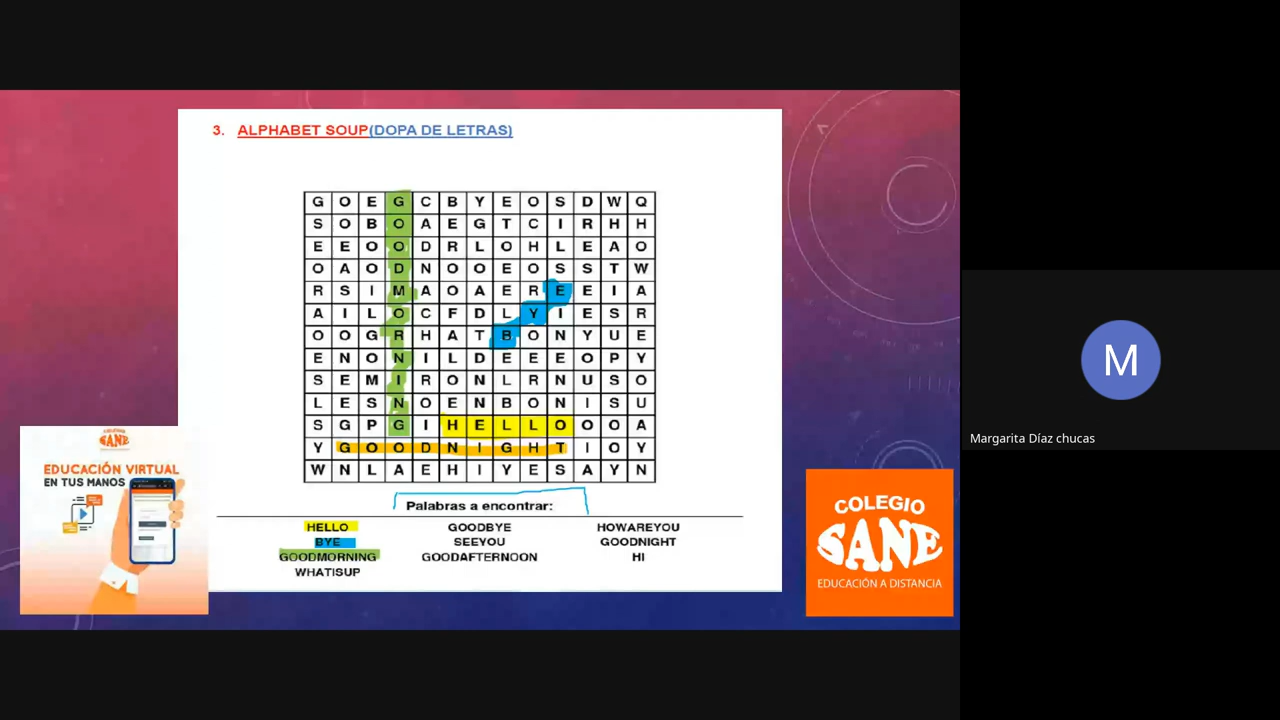 3. ALPHABET SOUP(DOPA DE LETRAS)
G O E G C B Y E O S D W Q
S O B O A E G T C I R H H
E E O O D R L O H L E A O
O A O D N O O E O S S T W
R S I M A O A E R E E I A
A I L O C F D L Y I E S R
O O G R H A T B O N Y U E
E N O N I L D E E E O P Y
S E M I R O N L R N U S O
L E S N O E N B O N I S U
S G P G I H E L L O O O A
Y G O O D N I G H T I O Y
W N L A E H I Y E S A Y N
Palabras a encontrar:
HELLO GOODBYE HOWAREYOU
BYE SEEYOU GOODNIGHT
GOODMORNING GOODAFTERNOON HI
WHATISUP
SANE
EDUCACIÓN VIRTUAL
EN TUS MANOS
COLEGIO
SANE
EDUCACIÓN A DISTANCIA
M
Margarita Díaz chucas